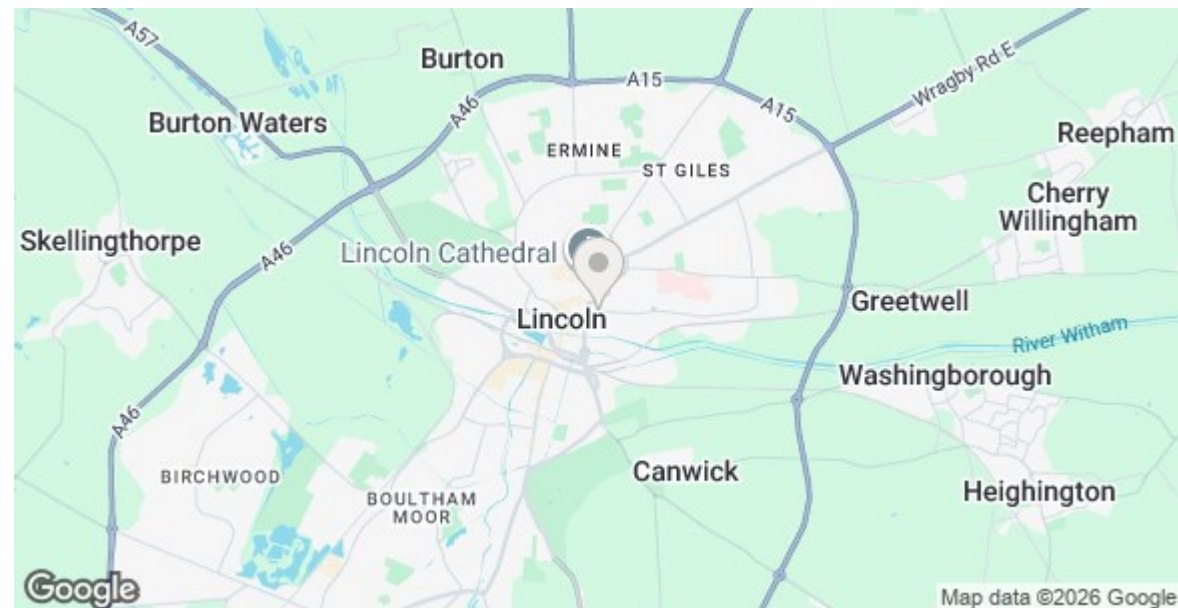 A57
Burton
A15
Wragby Rd E
A46
A15
Burton Waters
Reepham
ERMINE
ST GILES
Cherry
Willingham
Skellingthorpe
Lincoln Cathedral
A46
Greetwell
Lincoln
River Witham
Washingborough
A46
Canwick
BIRCHWOOD
Heighington
BOULTHAM
MOOR
Google
Map data ©2026 Google